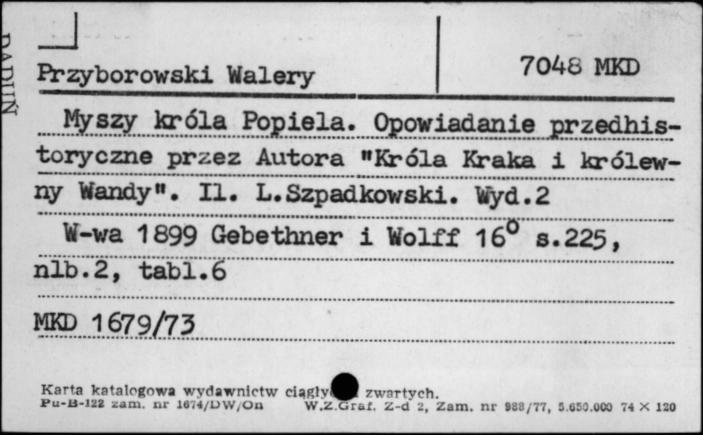 Przyborowski Walery
7048 MKD
Myszy króla Popiela. Opowiadanie przedhis-
toryczne przez Autora "Króla Kraka i królew-
ny Wandy". Il. L.Szpadkowski. Wyd.2
W-wa 1899 Gebethner i Wolff 16⁰ s.225,
nlb.2, tabl.6
MKD 1679/73
Karta katalogowa wydawnictw ciągły zwartych.
Pu-B-122 zam. nr 1674/DW/On W.Z.Graf. Z-d 2, Zam. nr 988/77, 5.650.000 74 × 120